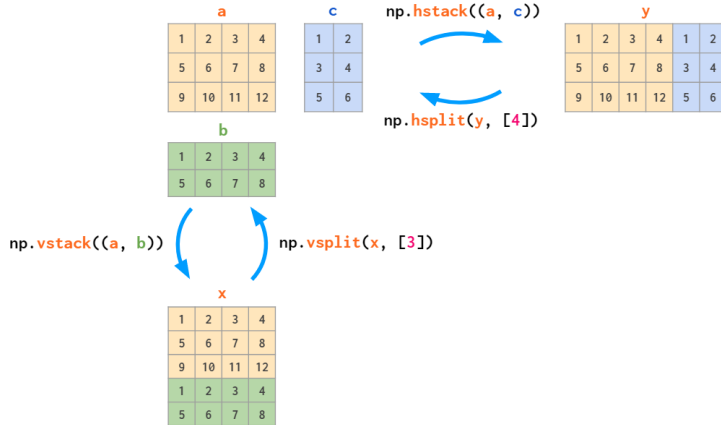 a c np.hstack((a, c)) y
1 2 3 4 1 2 1 2 3 4 1 2
5 6 7 8 3 4 5 6 7 8 3 4
9 10 11 12 5 6 9 10 11 12 5 6
np.hsplit(y, [4])
b
1 2 3 4
5 6 7 8
np.vstack((a, b)) np.vsplit(x, [3])
x
1 2 3 4
5 6 7 8
9 10 11 12
1 2 3 4
5 6 7 8